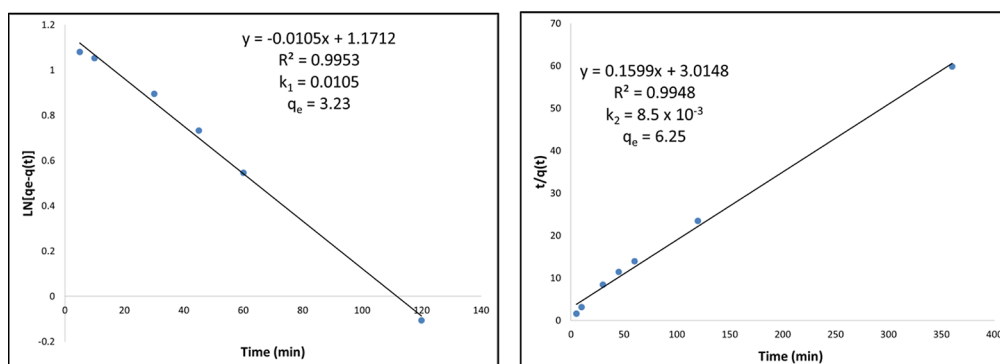 1.2
1
0.8
0.6
0.4
0.2
0
-0.2
0 20 40 60 80 100 120 140
LN[qe-q(t)]
Time (min)
y = -0.0105x + 1.1712
R² = 0.9953
k₁ = 0.0105
qₑ = 3.23
70
60
50
40
30
20
10
0
0 50 100 150 200 250 300 350 400
t/q(t)
Time (min)
y = 0.1599x + 3.0148
R² = 0.9948
k₂ = 8.5 x 10⁻³
qₑ = 6.25